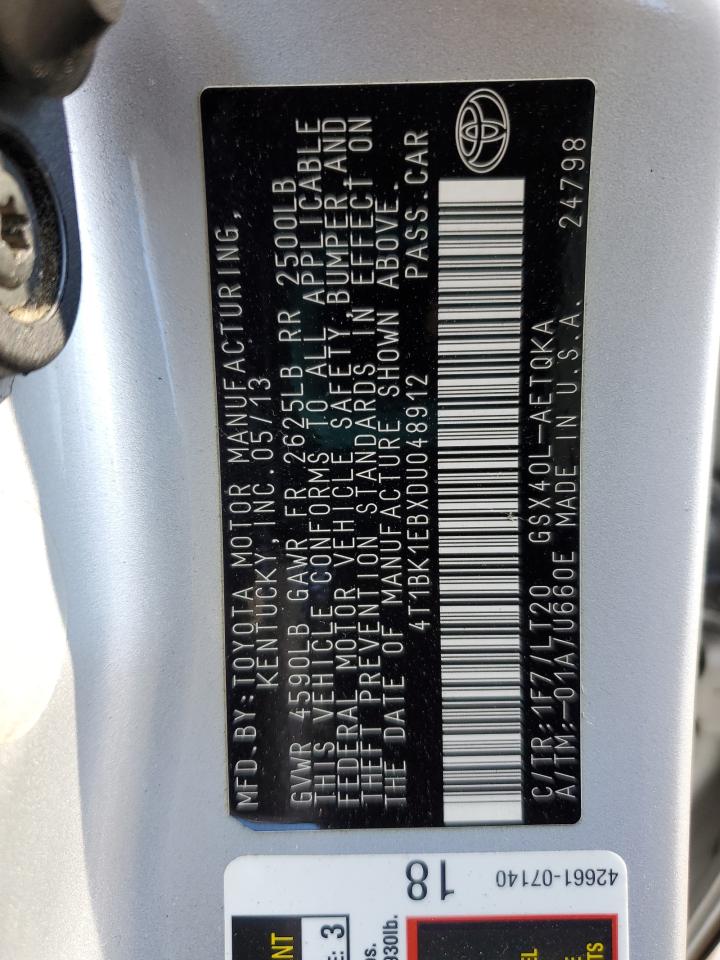 MFD.BY:TOYOTA MOTOR MANUFACTURING,
KENTUCKY,INC. 05/13
GVWR 4590LB GAWR FR 2625LB RR 2500LB
THIS VEHICLE CONFORMS TO ALL APPLICABLE
FEDERAL MOTOR VEHICLE SAFETY, BUMPER,AND
THEFT PREVENTION STANDARDS IN EFFECT ON
THE DATE OF MANUFACTURE SHOWN ABOVE.
4T1BK1EBXDU048912 PASS.CAR
C/TR:1F7/LT20 GSX40L-AETQKA
A/TM:-01A/U660E MADE IN U.S.A. 24798
42661-07140
18
3
930lb.